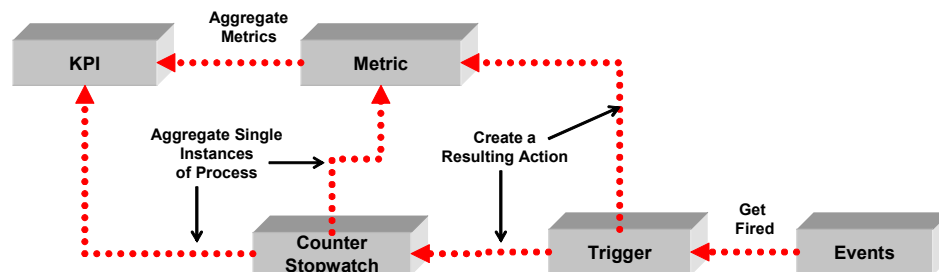 Aggregate
Metrics
KPI
Metric
Aggregate Single
Instances
of Process
Create a
Resulting Action
Get
Fired
Counter
Stopwatch
Trigger
Events